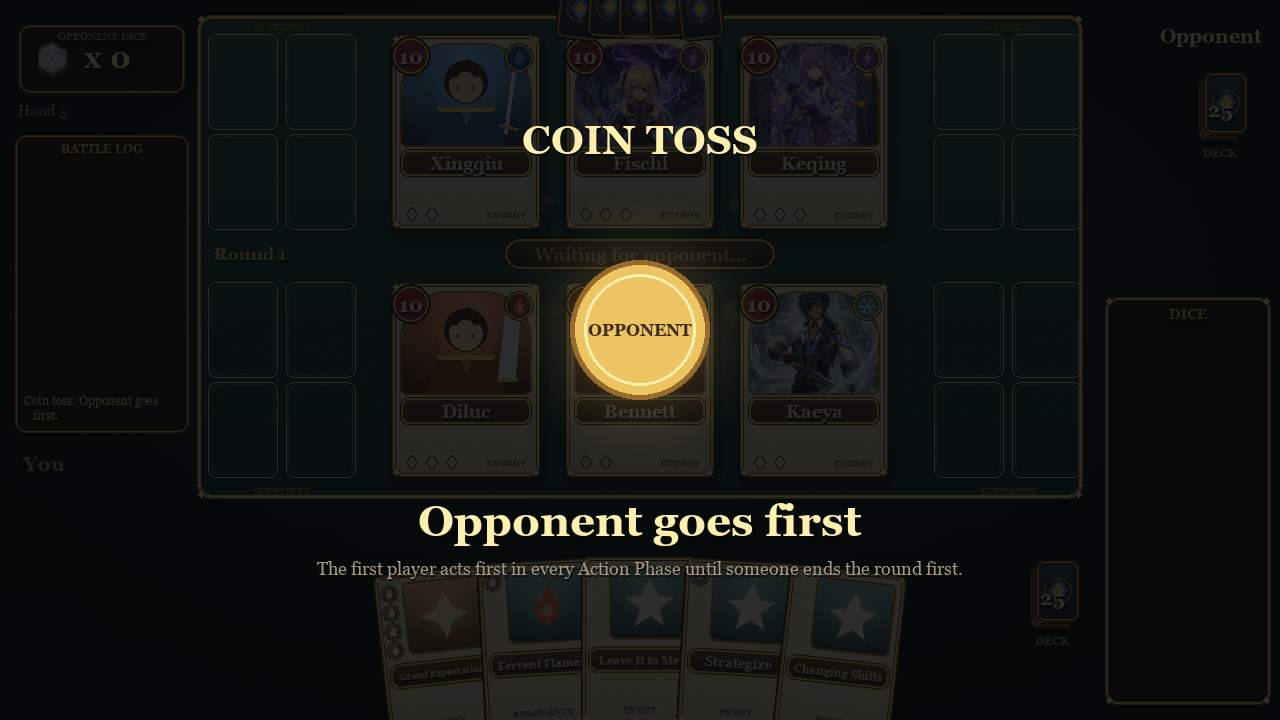 SUMMONS
SUPPORTS
OPPONENT DICE
x 0
Hand 5
Opponent
25
DECK
BATTLE LOG
COIN TOSS
10
10
10
Xingqiu
Fischl
Keqing
ENERGY
ENERGY
ENERGY
Round 1
Waiting for opponent...
OPPONENT
10
10
Diluc
Bennett
Kaeya
ENERGY
ENERGY
ENERGY
DICE
Coin toss: Opponent goes
first.
You
SUPPORTS
SUMMONS
Opponent goes first
The first player acts first in every Action Phase until someone ends the round first.
Fervent Flame
Leave It to Me
Strategize
Changing Shifts
RESONANCE
EVENT
EVENT
25
DECK